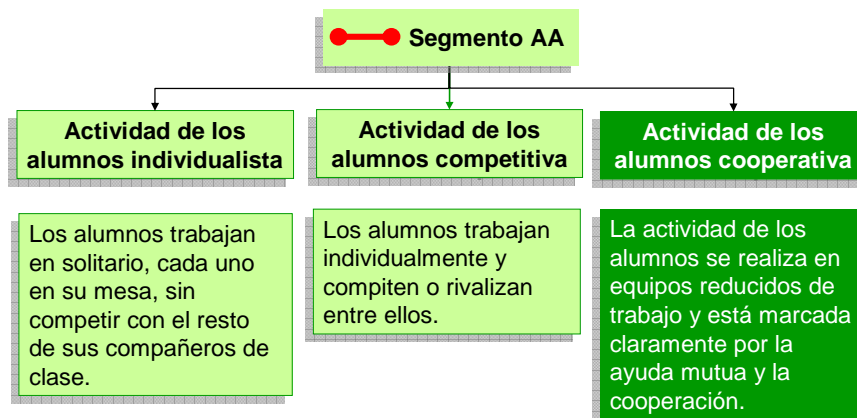 Segmento AA
Actividad de los
alumnos individualista
Actividad de los
alumnos competitiva
Actividad de los
alumnos cooperativa
Los alumnos trabajan
en solitario, cada uno
en su mesa, sin
competir con el resto
de sus compañeros de
clase.
Los alumnos trabajan
individualmente y
compiten o rivalizan
entre ellos.
La actividad de los
alumnos se realiza en
equipos reducidos de
trabajo y está marcada
claramente por la
ayuda mutua y la
cooperación.